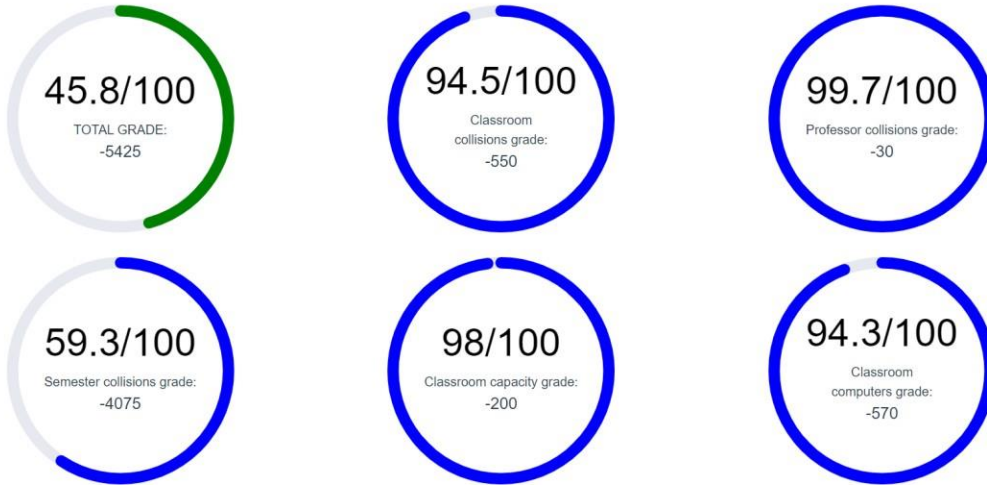 45.8/100
TOTAL GRADE:
-5425
94.5/100
Classroom
collisions grade:
-550
99.7/100
Professor collisions grade:
-30
59.3/100
Semester collisions grade:
-4075
98/100
Classroom capacity grade:
-200
94.3/100
Classroom
computers grade:
-570